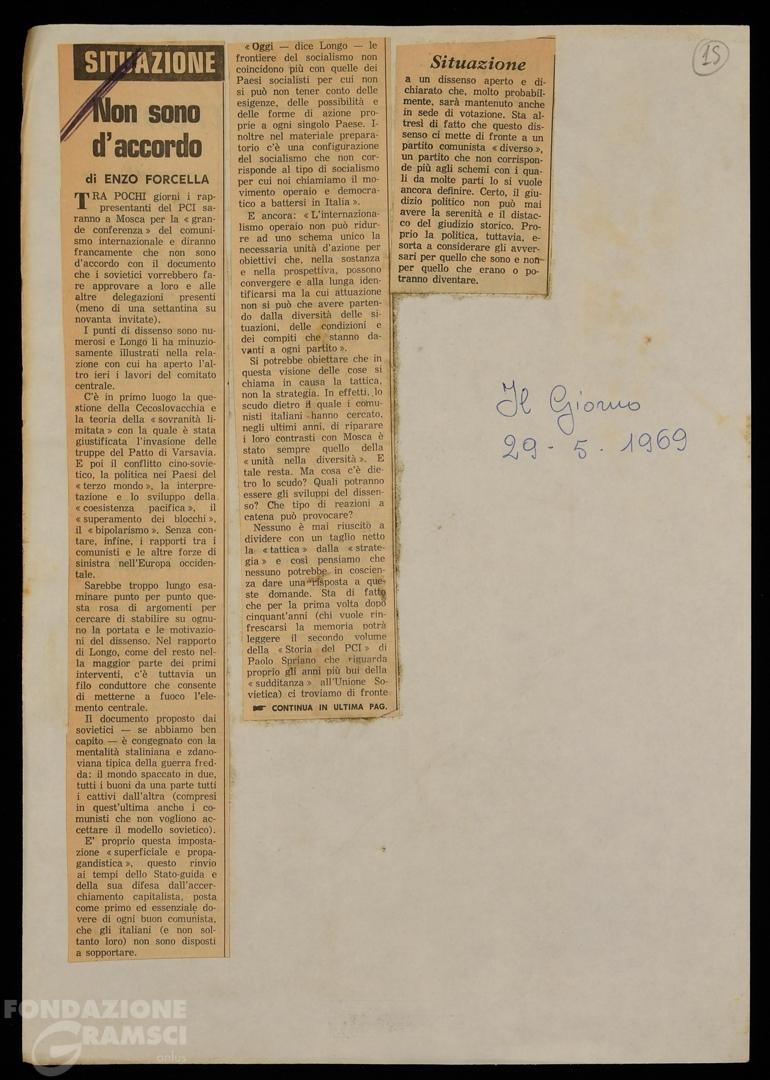 SITUAZIONE
Non sono
d'accordo
di ENZO FORCELLA
TRA POCHI giorni i rap-
presentanti del PCI sa-
ranno a Mosca per la « gran-
de conferenza » del comuni-
smo internazionale e diranno
francamente che non sono
d'accordo con il documento
che i sovietici vorrebbero fa-
re approvare a loro e alle
altre delegazioni presenti
(meno di una settantina su
novanta invitate).
I punti di dissenso sono nu-
merosi e Longo li ha minuzio-
samente illustrati nella rela-
zione con cui ha aperto l'al-
tro ieri i lavori del comitato
centrale.
C'è in primo luogo la que-
stione della Cecoslovacchia e
la teoria della « sovranità li-
mitata » con la quale è stata
giustificata l'invasione delle
truppe del Patto di Varsavia.
E poi il conflitto cino-sovie-
tico, la politica nei Paesi del
« terzo mondo », la interpre-
tazione e lo sviluppo della
« coesistenza pacifica », il
« superamento dei blocchi »,
il « bipolarismo ». Senza con-
tare, infine, i rapporti tra i
comunisti e le altre forze di
sinistra nell'Europa occiden-
tale.
Sarebbe troppo lungo esa-
minare punto per punto que-
sta rosa di argomenti per
cercare di stabilire su ognu-
no la portata e le motivazio-
ni del dissenso. Nel rapporto
di Longo, come del resto nel-
la maggior parte dei primi
interventi, c'è tuttavia un
filo conduttore che consente
di metterne a fuoco l'ele-
mento centrale.
Il documento proposto dai
sovietici — se abbiamo ben
capito — è congegnato con la
mentalità staliniana e zdano-
viana tipica della guerra fred-
da: il mondo spaccato in due,
tutti i buoni da una parte tutti
i cattivi dall'altra (compresi
in quest'ultima anche i co-
munisti che non vogliono ac-
cettare il modello sovietico).
E' proprio questa imposta-
zione « superficiale e propa-
gandistica », questo rinvio
ai tempi dello Stato-guida e
della sua difesa dall'accer-
chiamento capitalista, posta
come primo ed essenziale do-
vere di ogni buon comunista,
che gli italiani (e non sol-
tanto loro) non sono disposti
a sopportare.
« Oggi — dice Longo — le
frontiere del socialismo non
coincidono più con quelle dei
Paesi socialisti per cui non
si può non tener conto delle
esigenze, delle possibilità e
delle forme di azione pro-
prie a ogni singolo Paese. I-
noltre nel materiale prepara-
torio c'è una configurazione
del socialismo che non cor-
risponde al tipo di socialismo
per cui noi chiamiamo il mo-
vimento operaio e democra-
tico a battersi in Italia ».
E ancora: « L'internaziona-
lismo operaio non può ridur-
re ad uno schema unico la
necessaria unità d'azione per
obiettivi che, nella sostanza
e nella prospettiva, possono
convergere e alla lunga iden-
tificarsi ma la cui attuazione
non si può che avere parten-
do dalla diversità delle si-
tuazioni, delle condizioni e
dei compiti che stanno da-
vanti a ogni partito ».
Si potrebbe obiettare che in
questa visione delle cose si
chiama in causa la tattica,
non la strategia. In effetti, lo
scudo dietro il quale i comu-
nisti italiani hanno cercato,
negli ultimi anni, di riparare
i loro contrasti con Mosca è
stato sempre quello della
« unità nella diversità ». E
tale resta. Ma cosa c'è die-
tro lo scudo? Quali potranno
essere gli sviluppi del dissen-
so? Che tipo di reazioni a
catena può provocare?
Nessuno è mai riuscito a
dividere con un taglio netto
la « tattica » dalla « strate-
gia » e così pensiamo che
nessuno potrebbe in coscien-
za dare una risposta a que-
ste domande. Sta di fatto
che per la prima volta dopo
cinquant'anni (chi vuole rin-
frescarsi la memoria potrà
leggere il secondo volume
della « Storia del PCI » di
Paolo Spriano che riguarda
proprio gli anni più bui della
« sudditanza » all'Unione So-
vietica) ci troviamo di fronte
☛ CONTINUA IN ULTIMA PAG.
Situazione
a un dissenso aperto e di-
chiarato che, molto probabil-
mente, sarà mantenuto anche
in sede di votazione. Sta al-
tresì di fatto che questo dis-
senso ci mette di fronte a un
partito comunista « diverso »,
un partito che non corrispon-
de più agli schemi con i qua-
li da molte parti lo si vuole
ancora definire. Certo, il giu-
dizio politico non può mai
avere la serenità e il distac-
co del giudizio storico. Pro-
prio la politica, tuttavia, e-
sorta a considerare gli avver-
sari per quello che sono e non
per quello che erano o po-
tranno diventare.
15
Il Giorno
29 - 5. 1969
FONDAZIONE
GRAMSCI
onlus